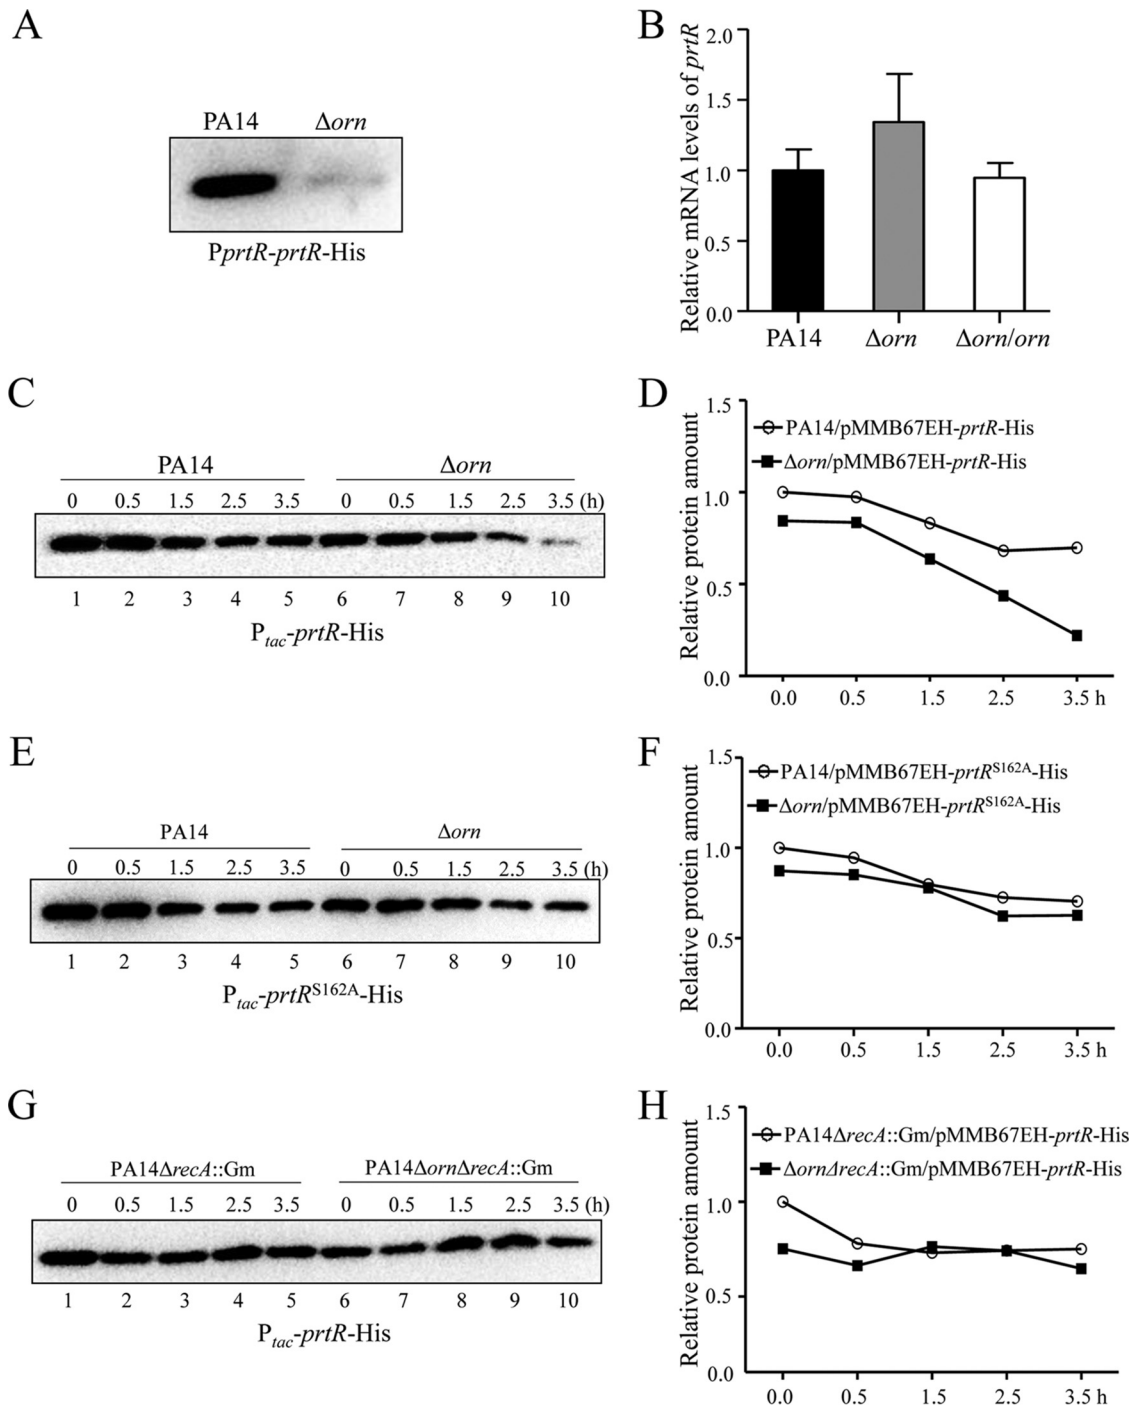 A
PA14 Δorn
PprtR-prtR-His
B
Relative mRNA levels of prtR
2.0
1.5
1.0
0.5
0.0
PA14 Δorn Δorn/orn
C
PA14 Δorn
0 0.5 1.5 2.5 3.5 0 0.5 1.5 2.5 3.5 (h)
1 2 3 4 5 6 7 8 9 10
Ptac-prtR-His
D
Relative protein amount
1.5
1.0
0.5
0.0
PA14/pMMB67EH-prtR-His
Δorn/pMMB67EH-prtR-His
0.0 0.5 1.5 2.5 3.5 h
E
PA14 Δorn
0 0.5 1.5 2.5 3.5 0 0.5 1.5 2.5 3.5 (h)
1 2 3 4 5 6 7 8 9 10
Ptac-prtRS162A-His
F
Relative protein amount
1.5
1.0
0.5
0.0
PA14/pMMB67EH-prtRS162A-His
Δorn/pMMB67EH-prtRS162A-His
0.0 0.5 1.5 2.5 3.5 h
G
PA14ΔrecA::Gm PA14ΔornΔrecA::Gm
0 0.5 1.5 2.5 3.5 0 0.5 1.5 2.5 3.5 (h)
1 2 3 4 5 6 7 8 9 10
Ptac-prtR-His
H
Relative protein amount
1.5
1.0
0.5
0.0
PA14ΔrecA::Gm/pMMB67EH-prtR-His
ΔornΔrecA::Gm/pMMB67EH-prtR-His
0.0 0.5 1.5 2.5 3.5 h